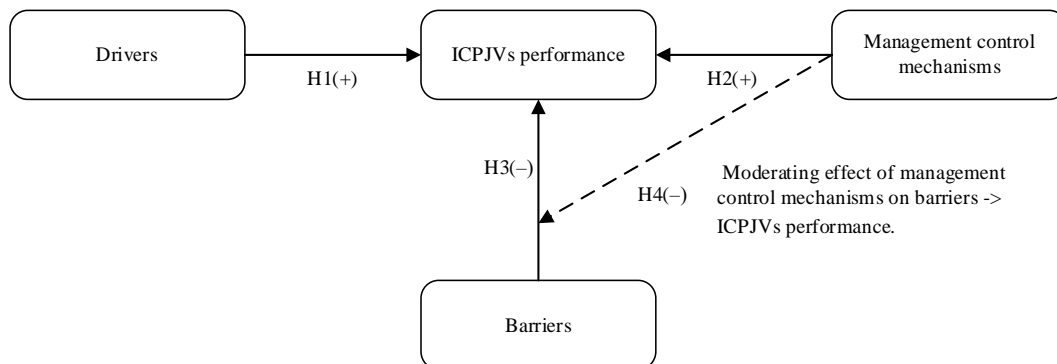 Drivers
ICPJVs performance
Management control
mechanisms
H1(+)
H2(+)
H3(–)
H4(–)
Moderating effect of management
control mechanisms on barriers ->
ICPJVs performance.
Barriers